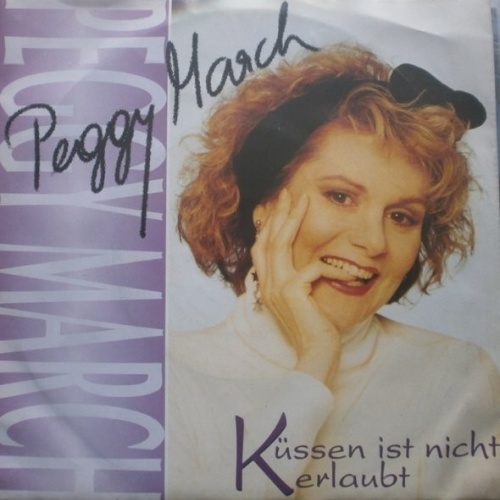 PEGGY MARCH
Peggy March
Küssen ist nicht
erlaubt